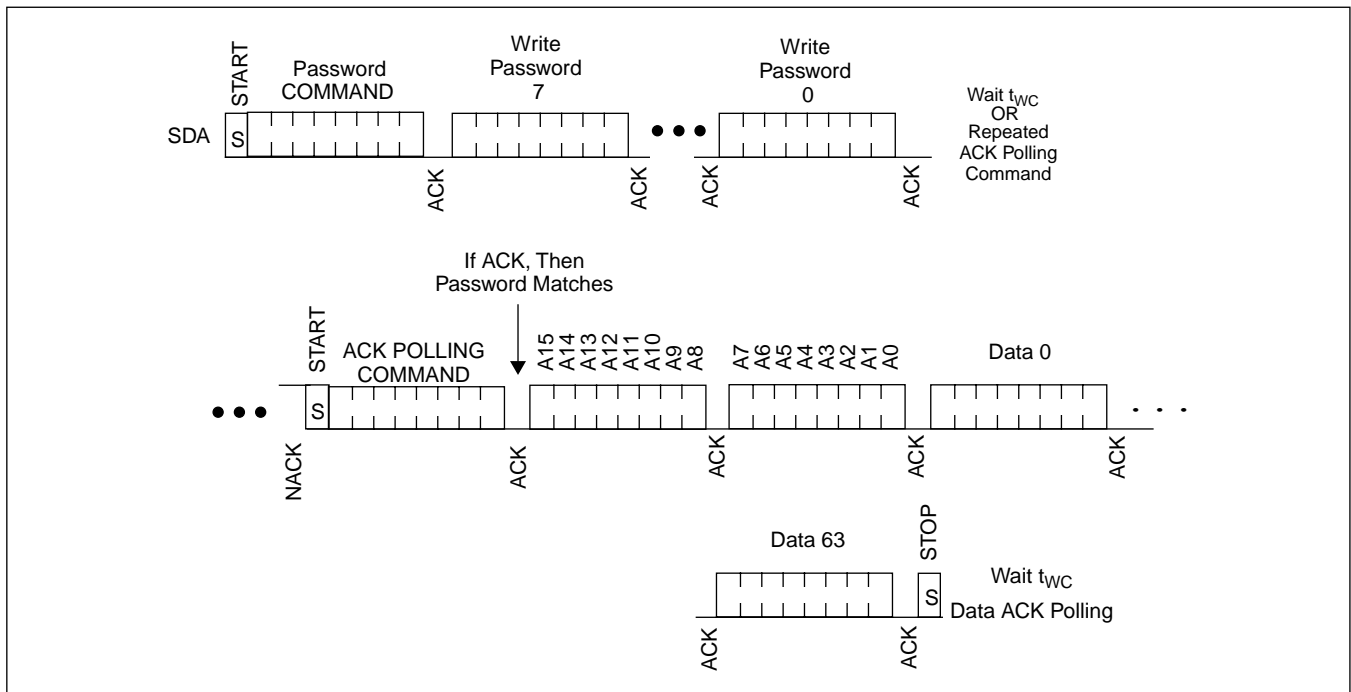 START
Password
COMMAND
Write
Password
7
Write
Password
0
Wait tWC
OR
Repeated
ACK Polling
Command
SDA
S
ACK
ACK
ACK
ACK
If ACK, Then
Password Matches
START
ACK POLLING
COMMAND
A15
A14
A13
A12
A11
A10
A9
A8
A7
A6
A5
A4
A3
A2
A1
A0
Data 0
S
NACK
ACK
ACK
ACK
ACK
Data 63
STOP
S
Wait tWC
Data ACK Polling
ACK
ACK